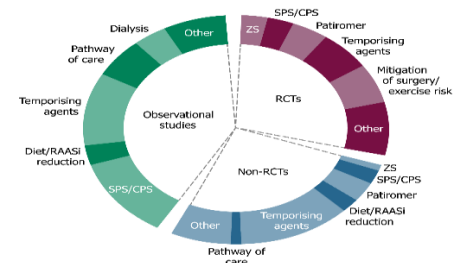 Dialysis
Other
Pathway
of care
Temporising
agents
Diet/RAASi
reduction
SPS/CPS
Observational
studies
ZS
SPS/CPS
Patiromer
Temporising
agents
Mitigation
of surgery/
exercise risk
Other
RCTs
Non-RCTs
ZS
SPS/CPS
Patiromer
Diet/RAASi
reduction
Temporising
agents
Pathway of
care
Other